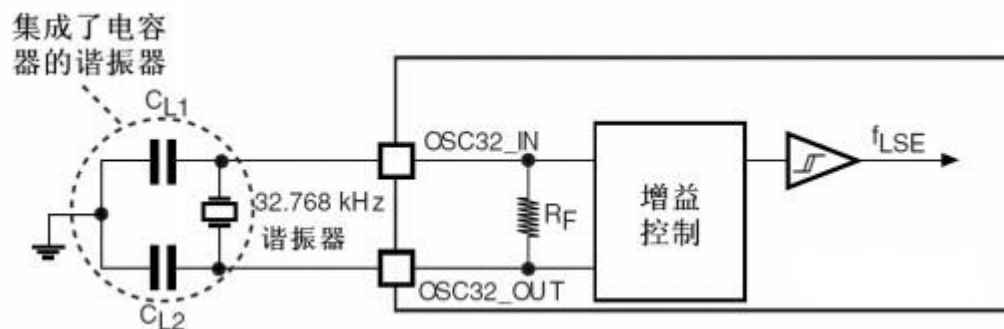 集成了电容
器的谐振器
CL1
OSC32_IN
fLSE
32.768 kHz
谐振器
RF
增益
控制
OSC32_OUT
CL2